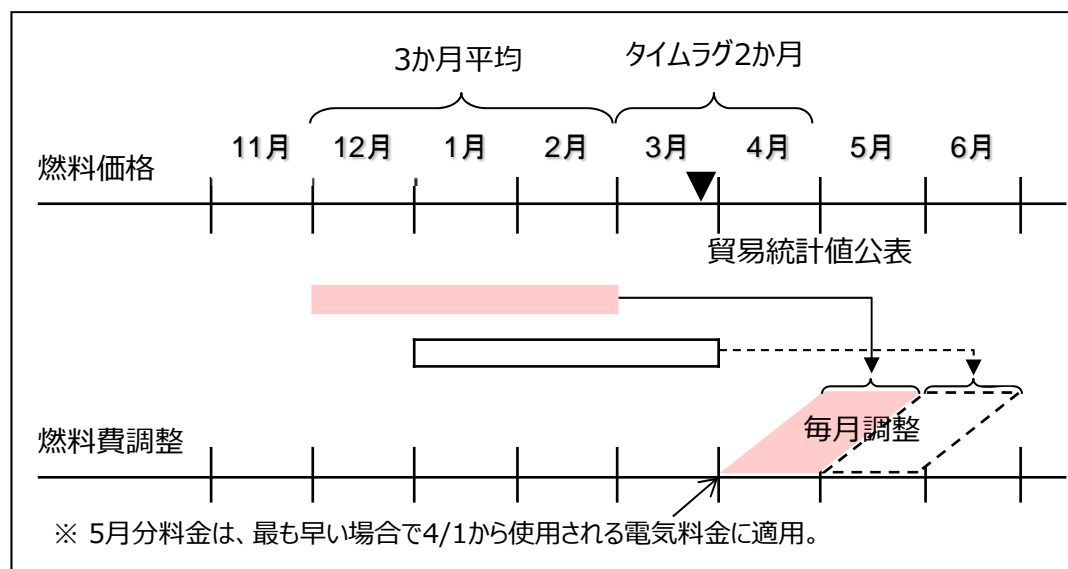 3か月平均
タイムラグ2か月
11月 12月 1月 2月 3月 4月 5月 6月
燃料価格
貿易統計値公表
毎月調整
燃料費調整
※ 5月分料金は、最も早い場合で4/1から使用される電気料金に適用。